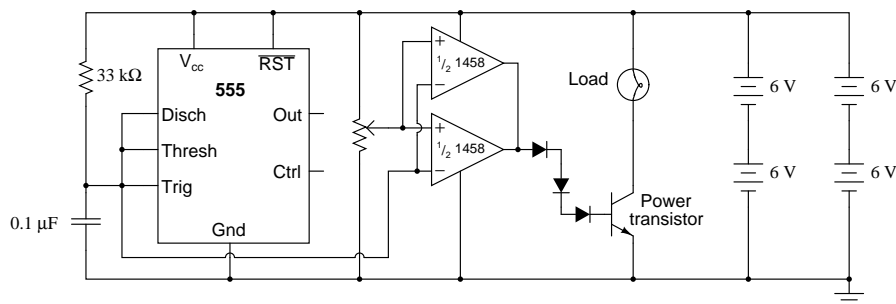 33 kΩ
V_cc
RST
555
Disch
Out
Thresh
Trig
Ctrl
Gnd
0.1 µF
+
1/2 1458
−
+
1/2 1458
−
Load
Power
transistor
6 V
6 V
6 V
6 V